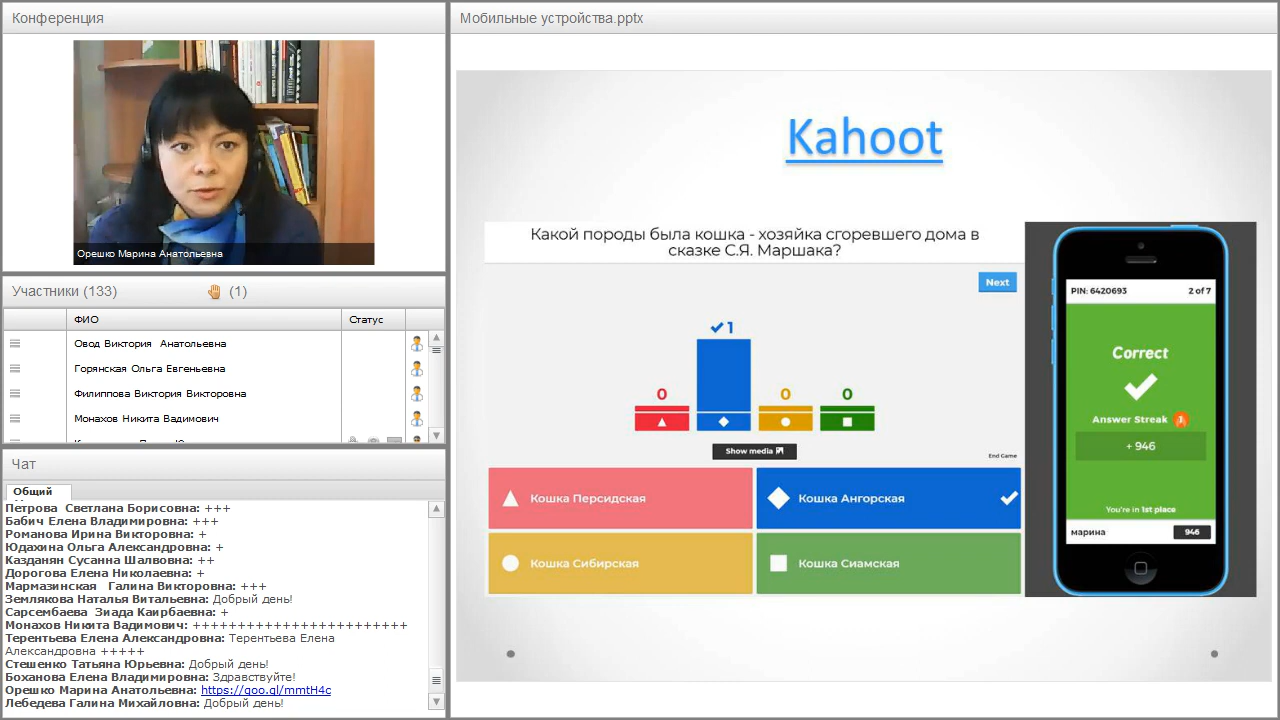 Конференция
Орешко Марина Анатольевна
Участники (133) (1)
ФИО Статус
Овод Виктория Анатольевна
Горянская Ольга Евгеньевна
Филиппова Виктория Викторовна
Монахов Никита Вадимович
Чат
Общий
Петрова Светлана Борисовна: +++
Бабич Елена Владимировна: +++
Романова Ирина Викторовна: +
Юдахина Ольга Александровна: +
Казданян Сусанна Шалвовна: ++
Дорогова Елена Николаевна: +
Мармазинская Галина Викторовна: +++
Землякова Наталья Витальевна: Добрый день!
Сарсембаева Зиада Каирбаевна: +
Монахов Никита Вадимович: ++++++++++++++++++++++++
Терентьева Елена Александровна: Терентьева Елена
Александровна +++++
Стешенко Татьяна Юрьевна: Добрый день!
Боханова Елена Владимировна: Здравствуйте!
Орешко Марина Анатольевна: https://goo.gl/mmtH4c
Лебедева Галина Михайловна: Добрый день!
Мобильные устройства.pptx
Kahoot
Какой породы была кошка - хозяйка сгоревшего дома в
сказке С.Я. Маршака?
Next
1
0 0 0
Show media
End Game
Кошка Персидская
Кошка Ангорская
Кошка Сибирская
Кошка Сиамская
PIN: 6420693 2 of 7
Correct
Answer Streak 1
+ 946
You're in 1st place
марина 946